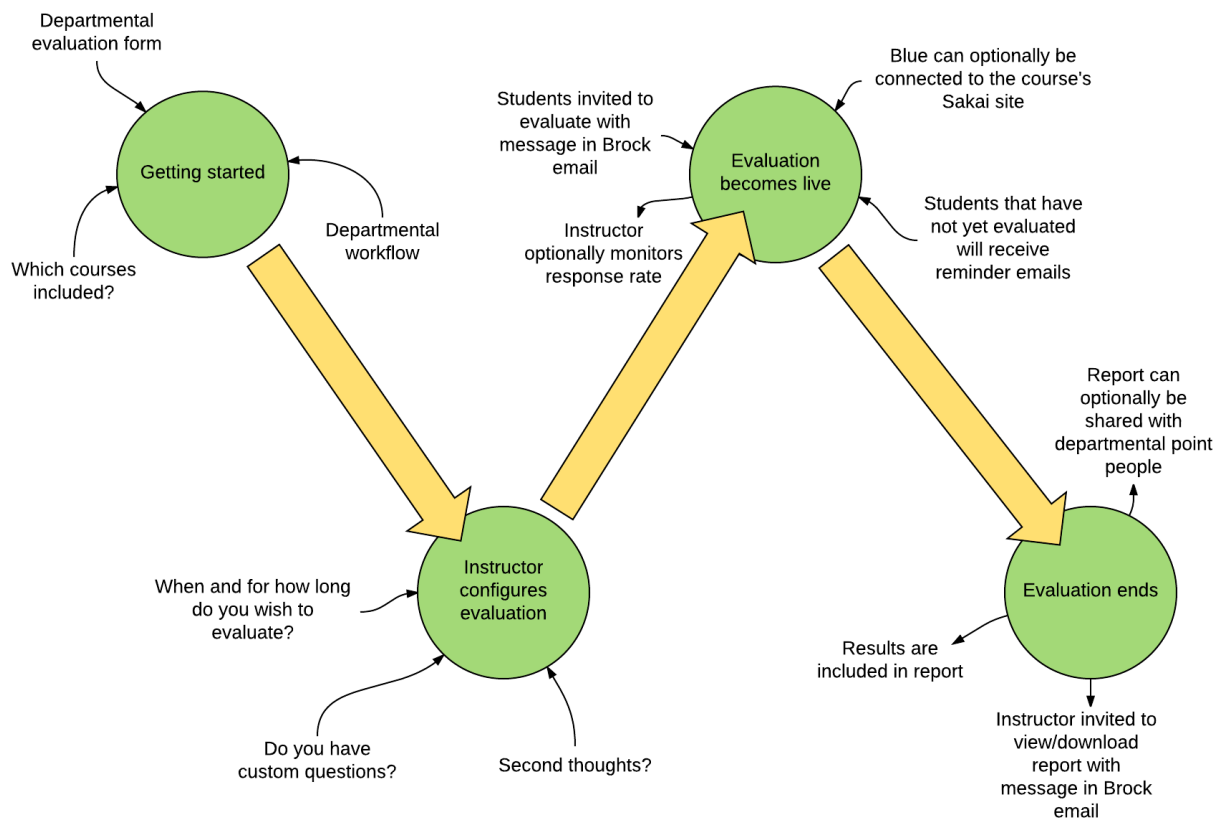 Departmental
evaluation form
Getting started
Departmental
workflow
Which courses
included?
Instructor
configures
evaluation
When and for how long
do you wish to
evaluate?
Do you have
custom questions?
Second thoughts?
Evaluation
becomes live
Students invited to
evaluate with
message in Brock
email
Blue can optionally be
connected to the course's
Sakai site
Instructor
optionally monitors
response rate
Students that have
not yet evaluated
will receive
reminder emails
Evaluation ends
Report can
optionally be
shared with
departmental point
people
Results are
included in report
Instructor invited to
view/download
report with
message in Brock
email